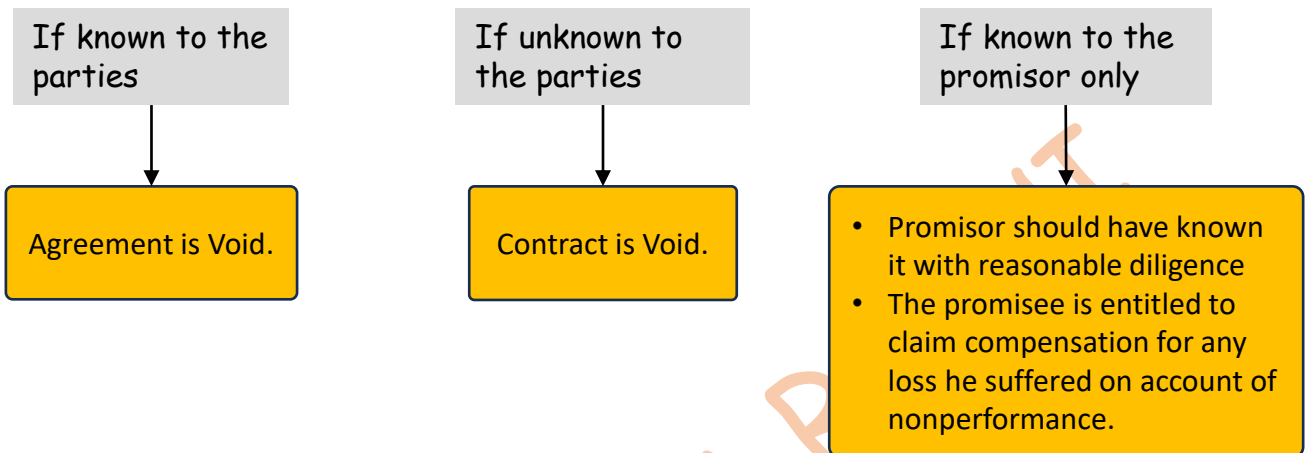 If known to the
parties
If unknown to
the parties
If known to the
promisor only
Agreement is Void.
Contract is Void.
• Promisor should have known
it with reasonable diligence
• The promisee is entitled to
claim compensation for any
loss he suffered on account of
nonperformance.